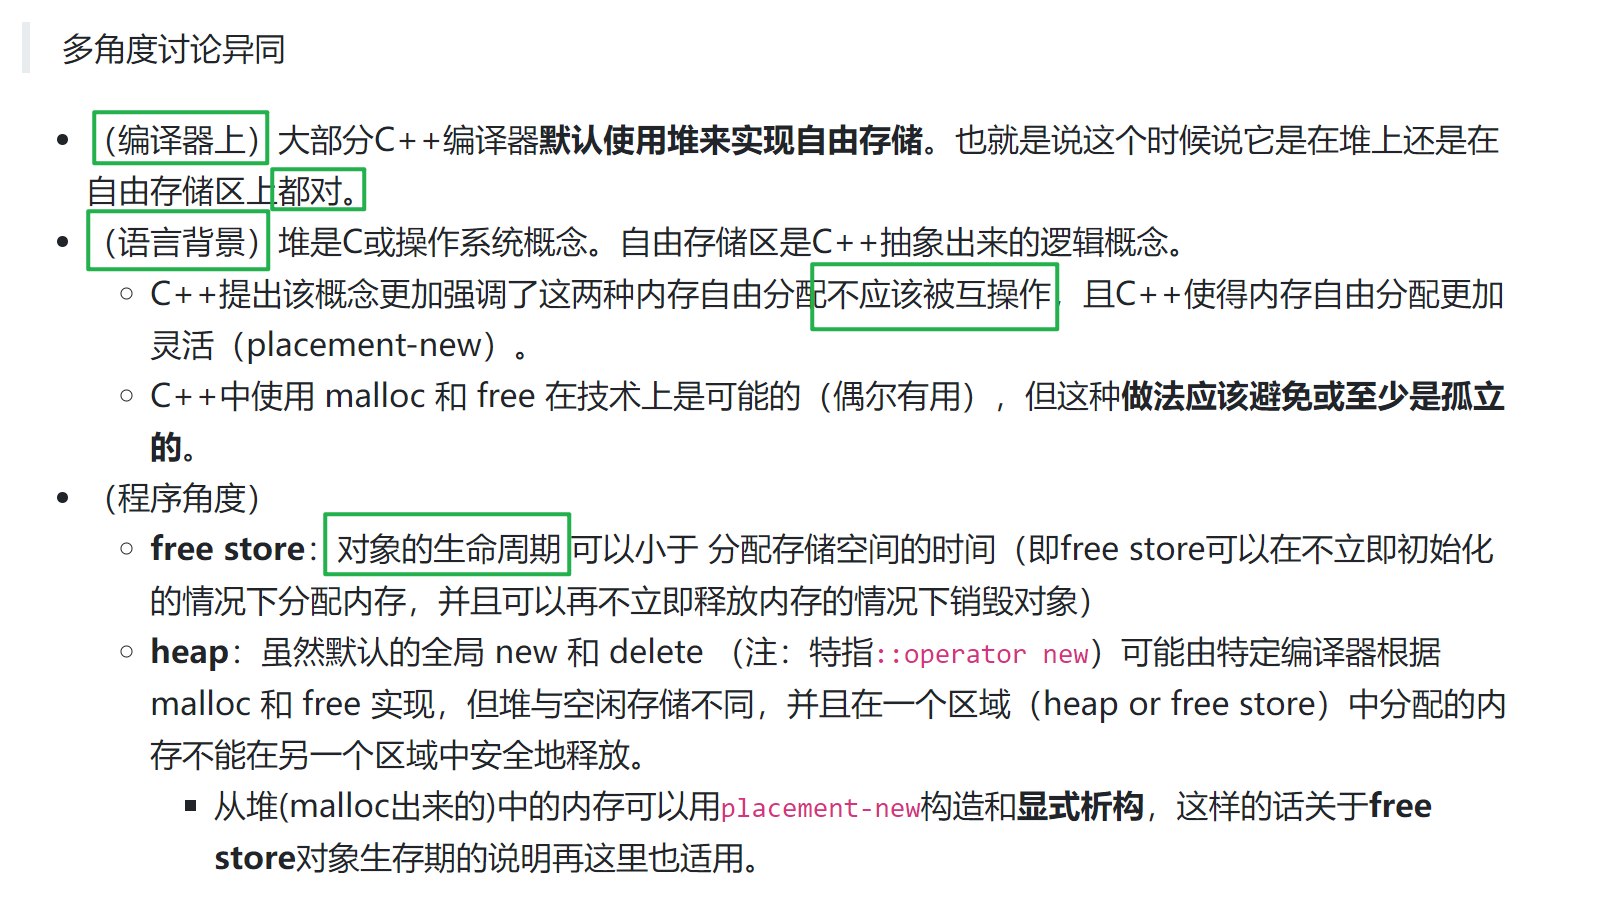 多角度讨论异同
（编译器上）大部分C++编译器默认使用堆来实现自由存储。也就是说这个时候说它是在堆上还是在
自由存储区上都对。
（语言背景）堆是C或操作系统概念。自由存储区是C++抽象出来的逻辑概念。
C++提出该概念更加强调了这两种内存自由分配不应该被互操作，且C++使得内存自由分配更加
灵活（placement-new）。
C++中使用 malloc 和 free 在技术上是可能的（偶尔有用），但这种做法应该避免或至少是孤立
的。
（程序角度）
free store：对象的生命周期 可以小于 分配存储空间的时间（即free store可以在不立即初始化
的情况下分配内存，并且可以再不立即释放内存的情况下销毁对象）
heap：虽然默认的全局 new 和 delete （注：特指::operator new）可能由特定编译器根据
malloc 和 free 实现，但堆与空闲存储不同，并且在一个区域（heap or free store）中分配的内
存不能在另一个区域中安全地释放。
从堆(malloc出来的)中的内存可以用placement-new构造和显式析构，这样的话关于free
store对象生存期的说明再这里也适用。